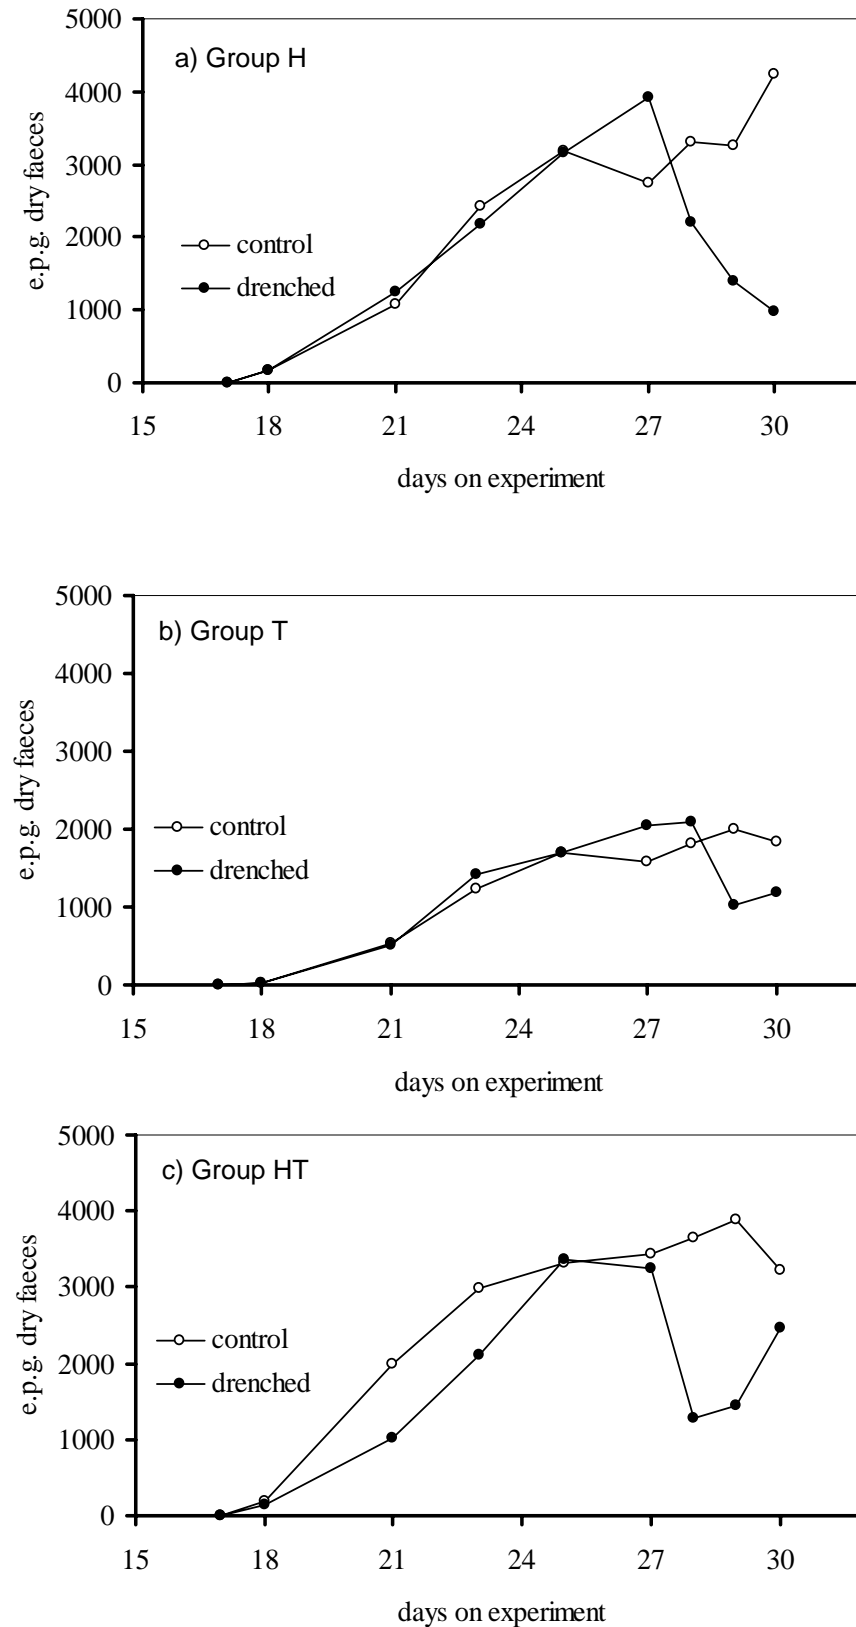 5000
a) Group H
4000
3000
e.p.g. dry faeces
control
2000
drenched
1000
0
15 18 21 24 27 30
days on experiment
5000
b) Group T
4000
3000
e.p.g. dry faeces
2000
control
drenched
1000
0
15 18 21 24 27 30
days on experiment
5000
c) Group HT
4000
3000
e.p.g. dry faeces
control
2000
drenched
1000
0
15 18 21 24 27 30
days on experiment